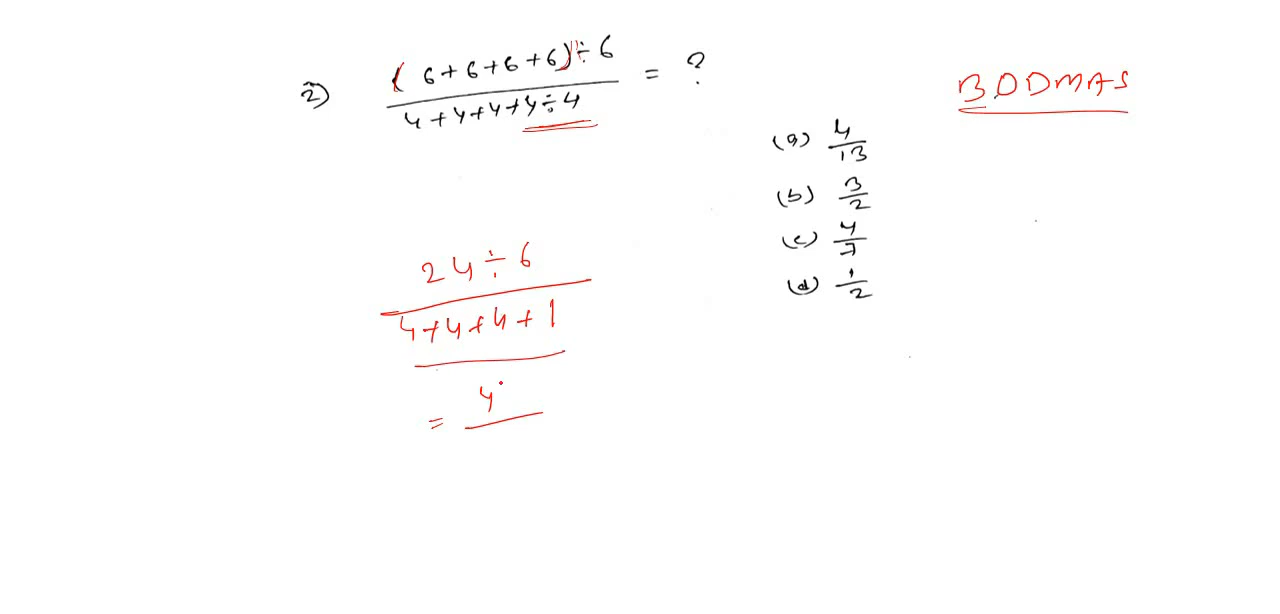 2) (6+6+6+6)÷6 = ?
4+4+4+4÷4
BODMAS
(a) 4/13
(b) 3/2
(c) 4/7
(d) 1/2
24÷6
4+4+4+1
= 4